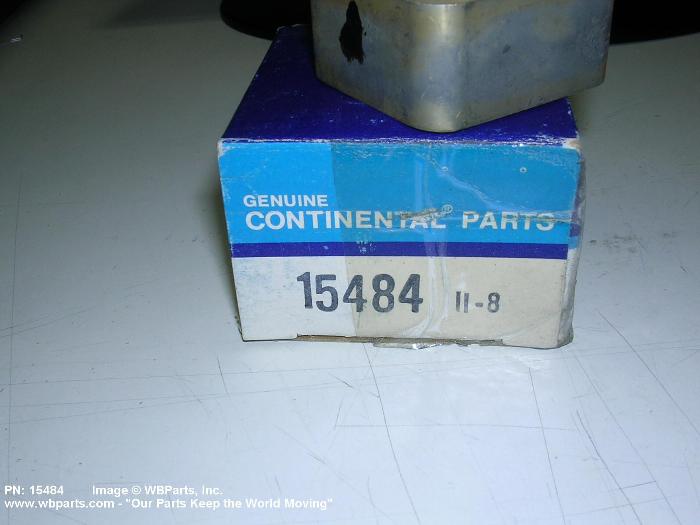 GENUINE
CONTINENTAL® PARTS
15484 11-8
PN: 15484 Image © WBParts, Inc.
www.wbparts.com - "Our Parts Keep the World Moving"